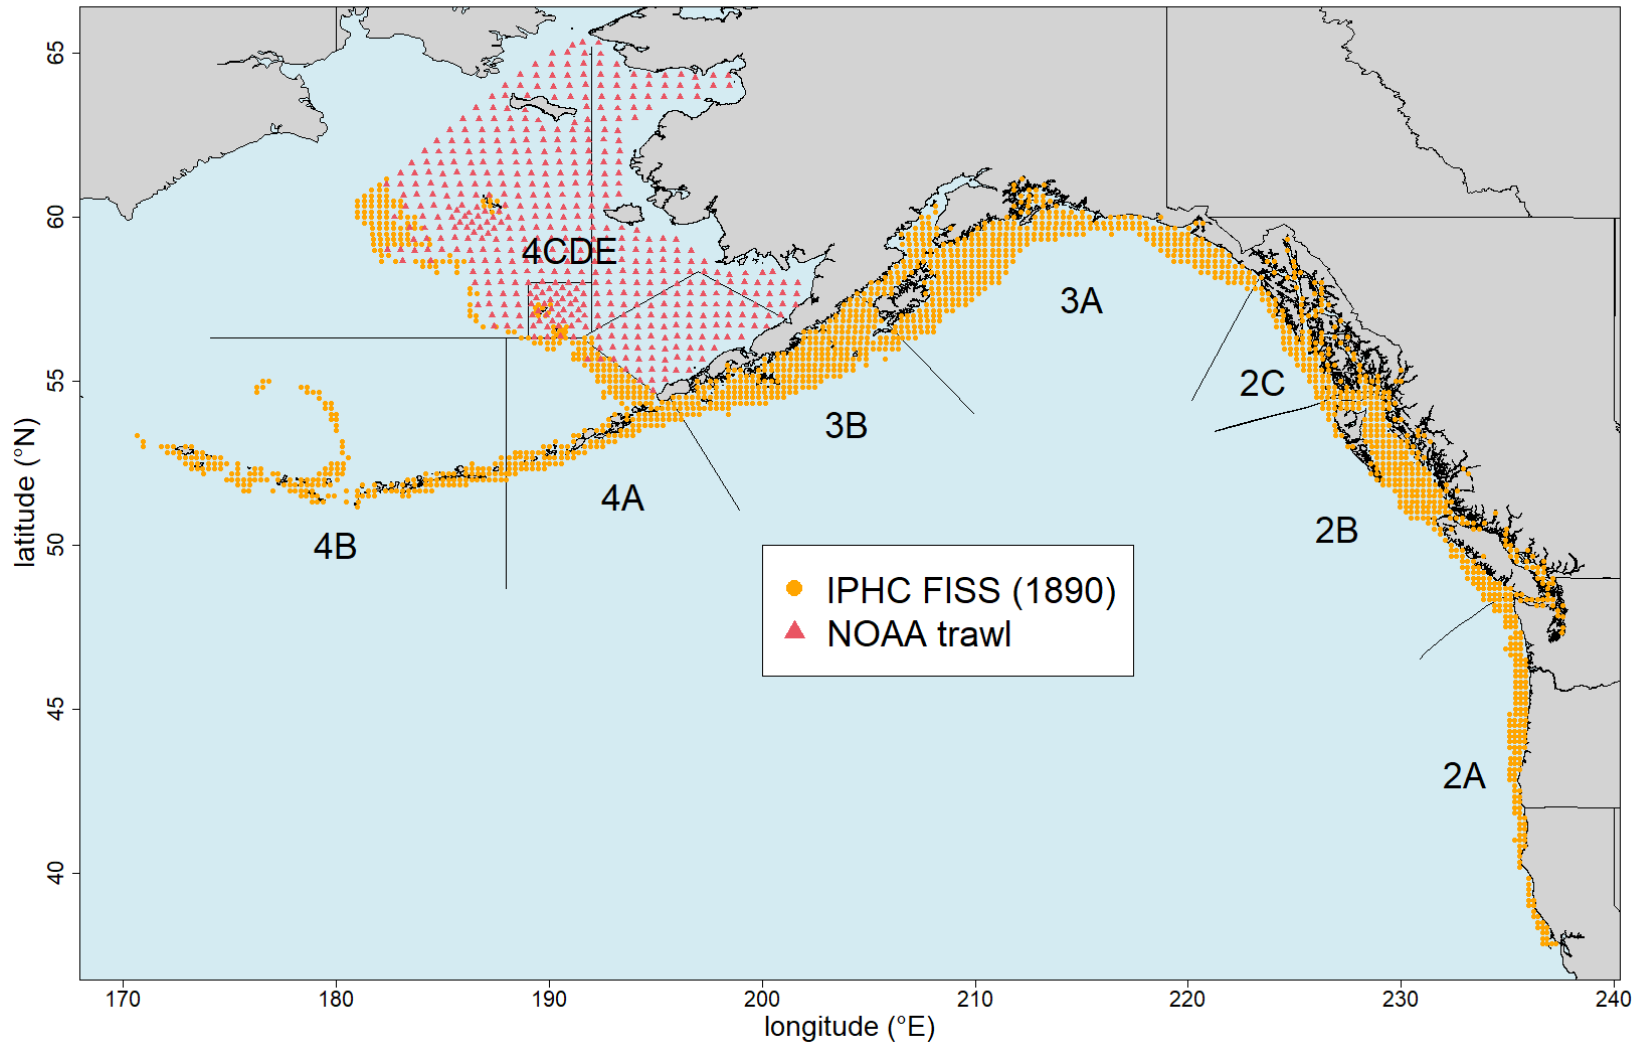 65
60
55
50
45
40
latitude (°N)
4CDE
3A
2C
3B
4A
2B
4B
IPHC FISS (1890)
NOAA trawl
2A
170
180
190
200
210
220
230
240
longitude (°E)